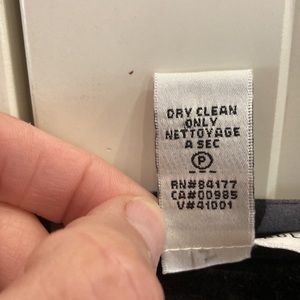 DRY CLEAN
ONLY
NETTOYAGE
A SEC
P
RN#84177
CA#00985
V#41001